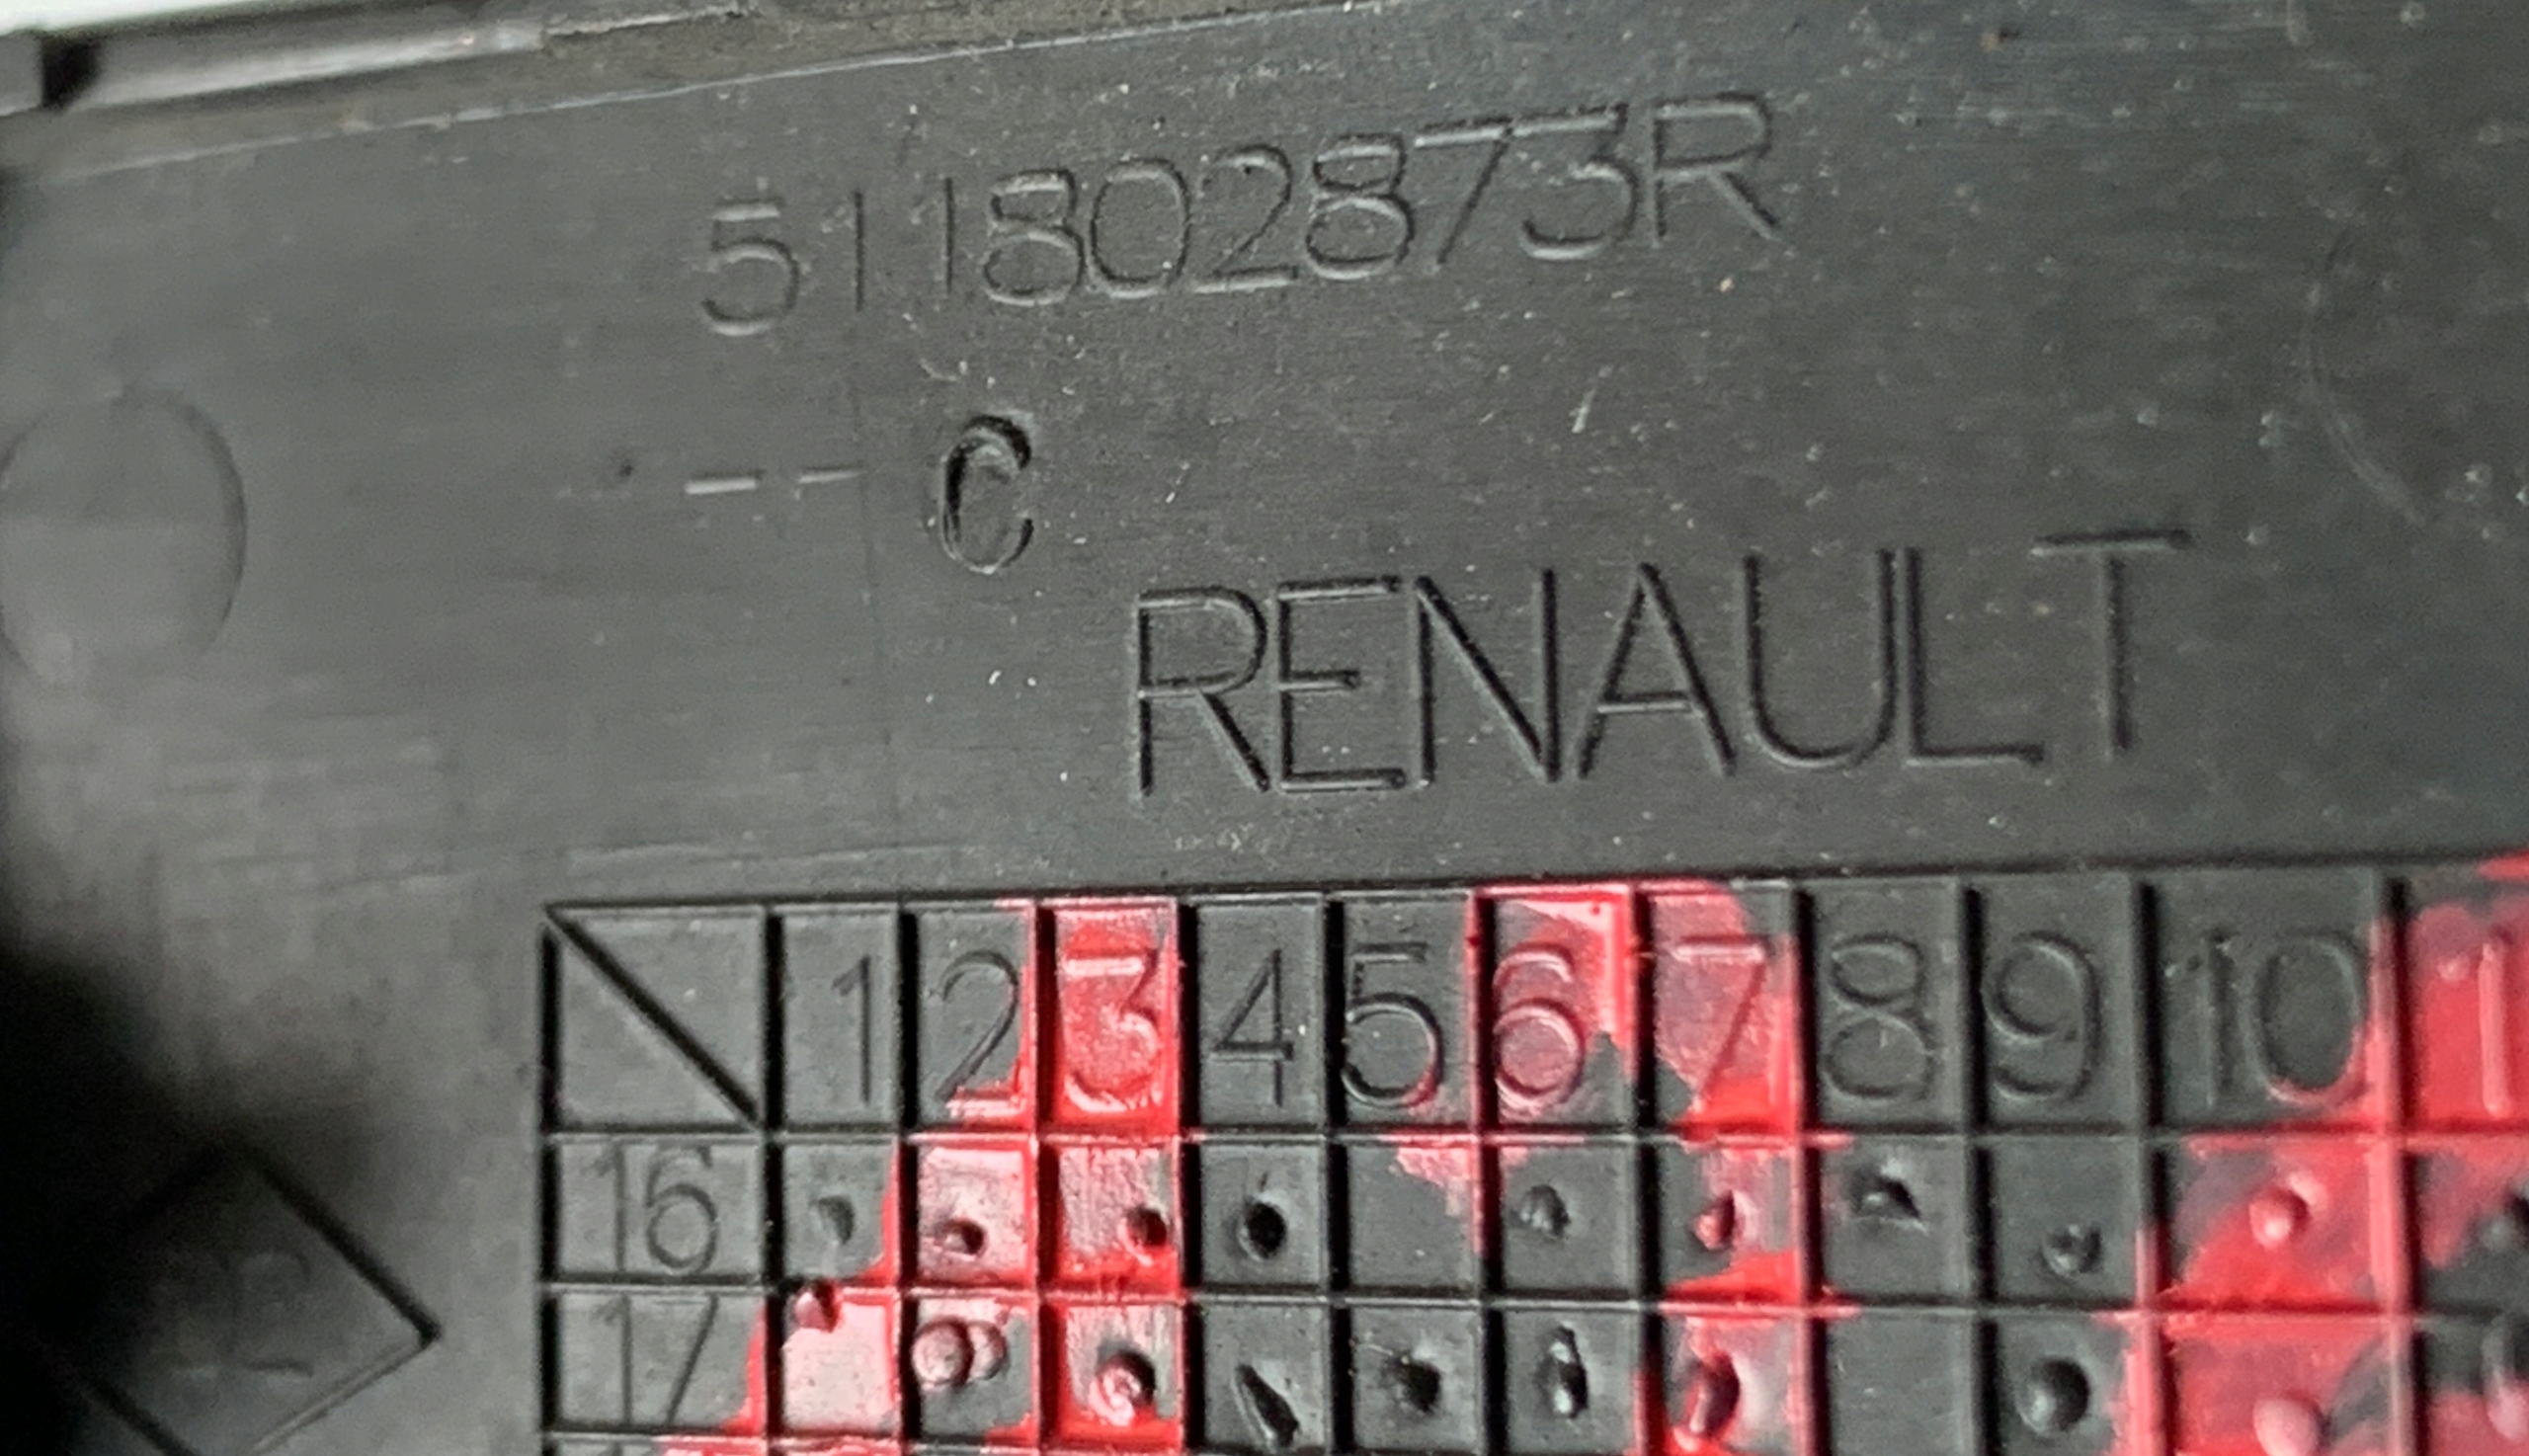 511802873R
-- C
RENAULT
1 2 3 4 5 6 7 8 9 10
16
17